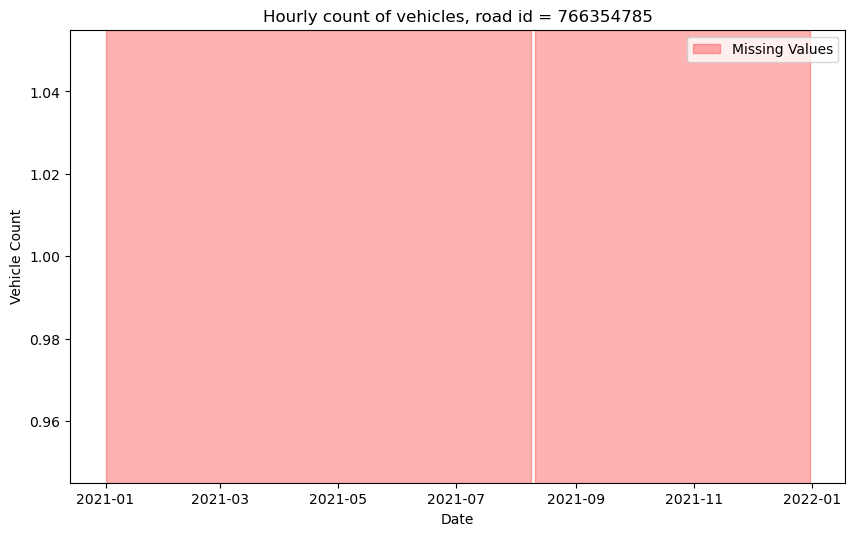 Hourly count of vehicles, road id = 766354785
Missing Values
Vehicle Count
1.04
1.02
1.00
0.98
0.96
2021-01 2021-03 2021-05 2021-07 2021-09 2021-11 2022-01
Date